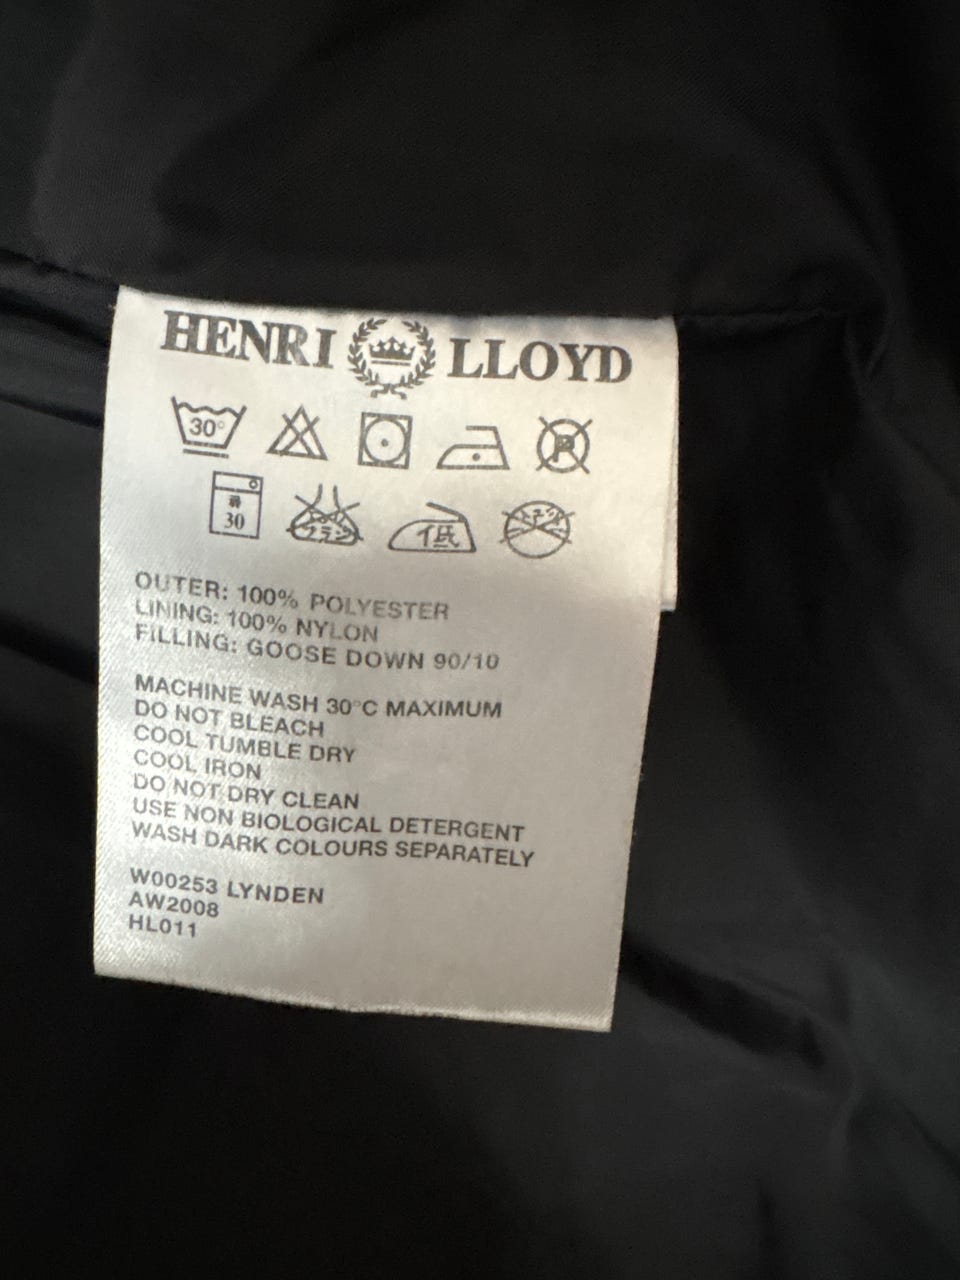 HENRI LLOYD
30° P
30 低
OUTER: 100% POLYESTER
LINING: 100% NYLON
FILLING: GOOSE DOWN 90/10
MACHINE WASH 30°C MAXIMUM
DO NOT BLEACH
COOL TUMBLE DRY
COOL IRON
DO NOT DRY CLEAN
USE NON BIOLOGICAL DETERGENT
WASH DARK COLOURS SEPARATELY
W00253 LYNDEN
AW2008
HL011